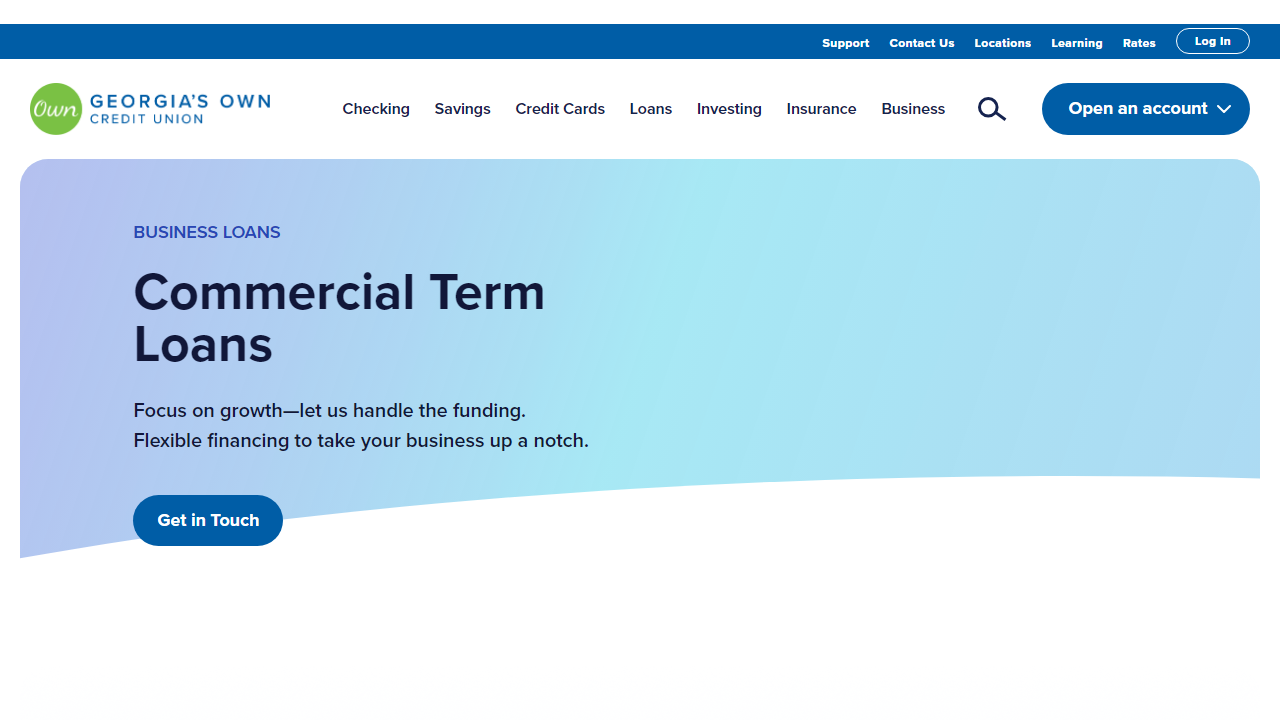 Support Contact Us Locations Learning Rates Log In
Own GEORGIA'S OWN
CREDIT UNION
Checking Savings Credit Cards Loans Investing Insurance Business Open an account
BUSINESS LOANS
Commercial Term
Loans
Focus on growth—let us handle the funding.
Flexible financing to take your business up a notch.
Get in Touch